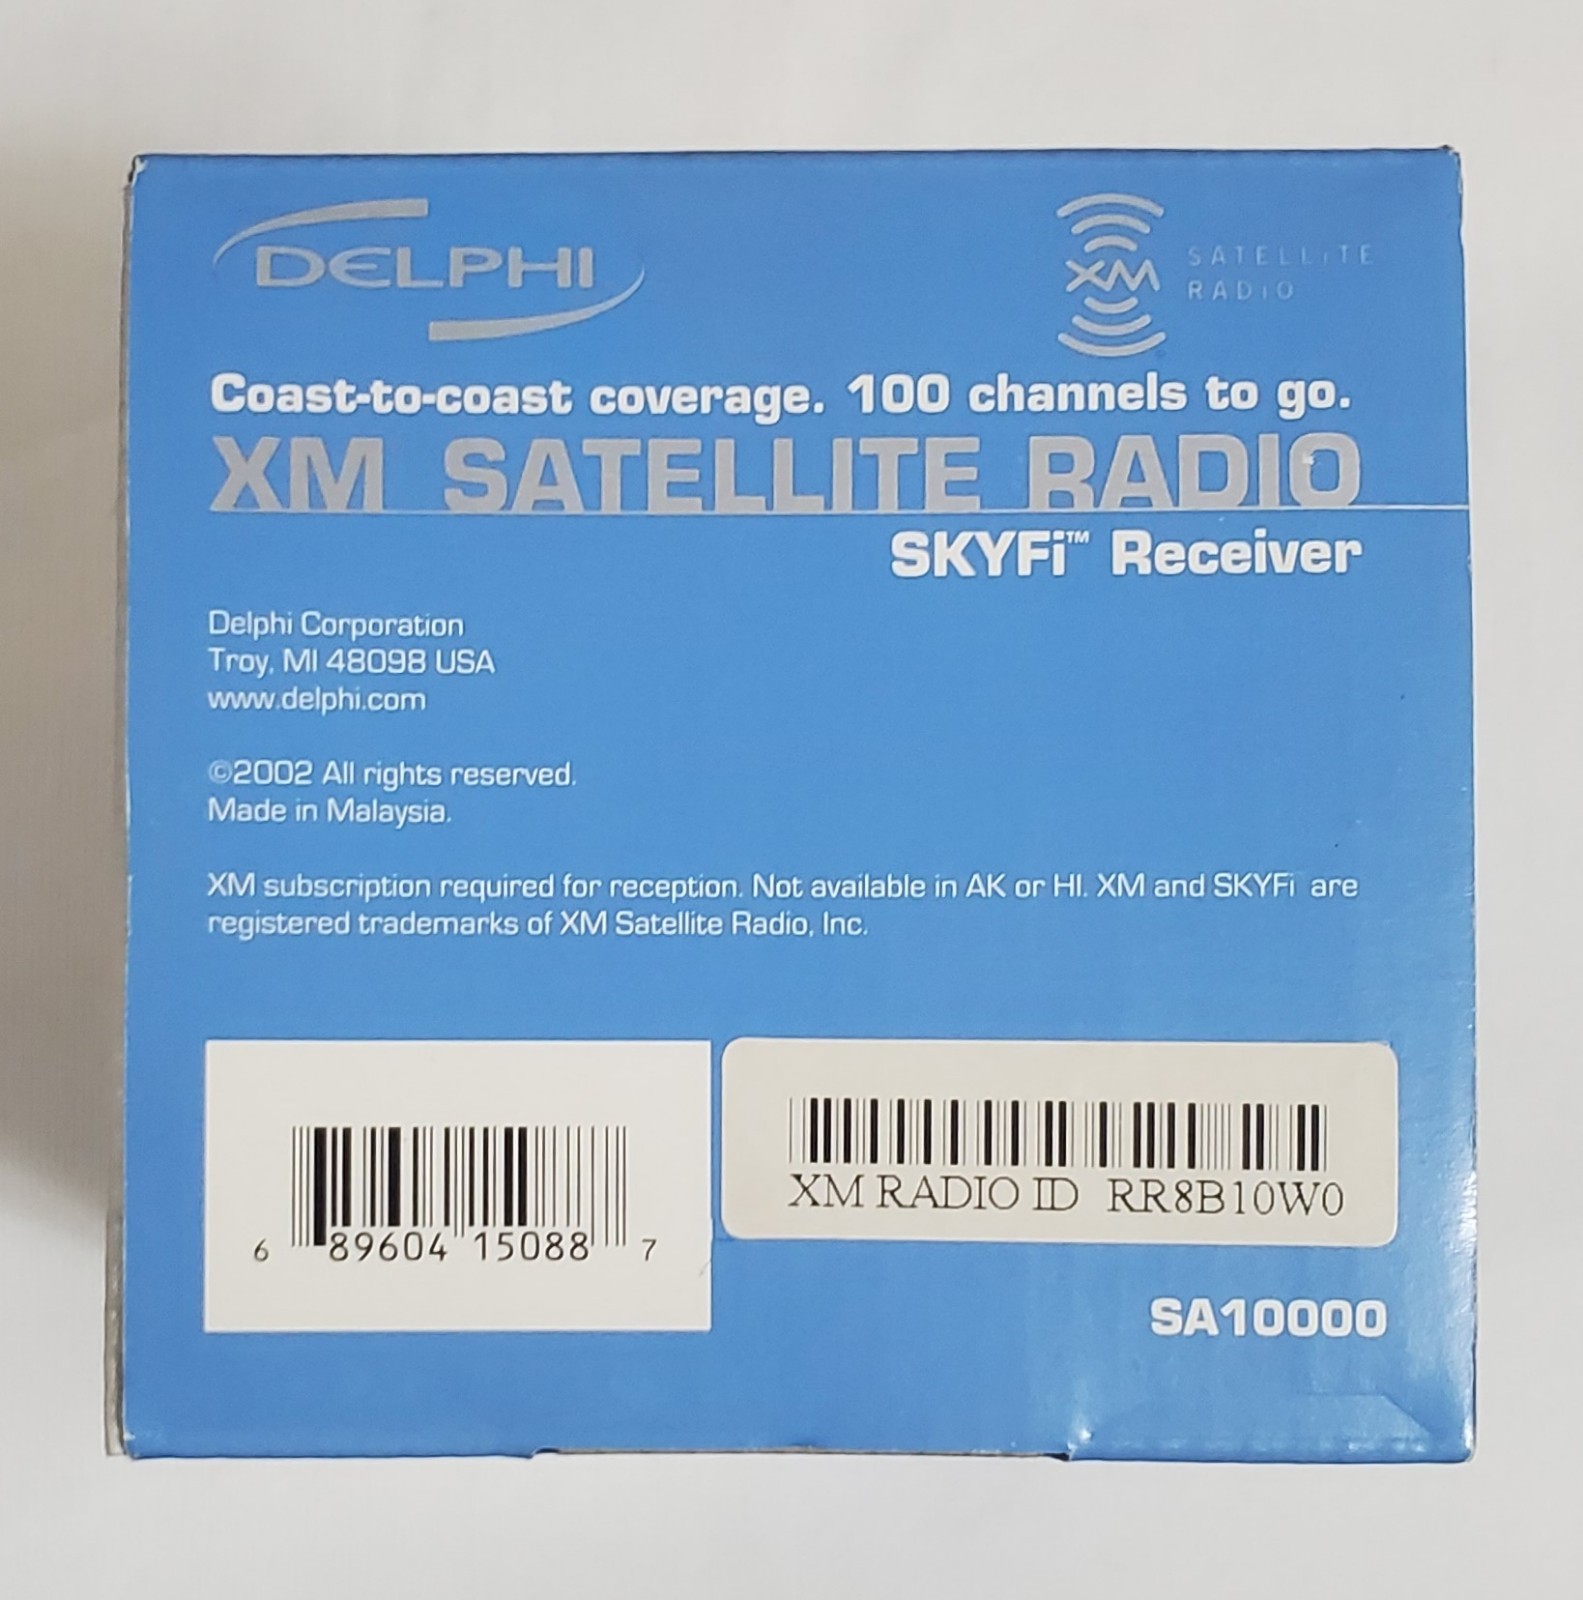 DELPHI
XM
SATELLiTE
RADiO
Coast-to-coast coverage. 100 channels to go.
XM SATELLITE RADIO
SKYFi™ Receiver
Delphi Corporation
Troy, MI 48098 USA
www.delphi.com
©2002 All rights reserved.
Made in Malaysia.
XM subscription required for reception. Not available in AK or HI. XM and SKYFi are
registered trademarks of XM Satellite Radio, Inc.
6 89604 15088 7
XM RADIO ID RR8B10W0
SA10000